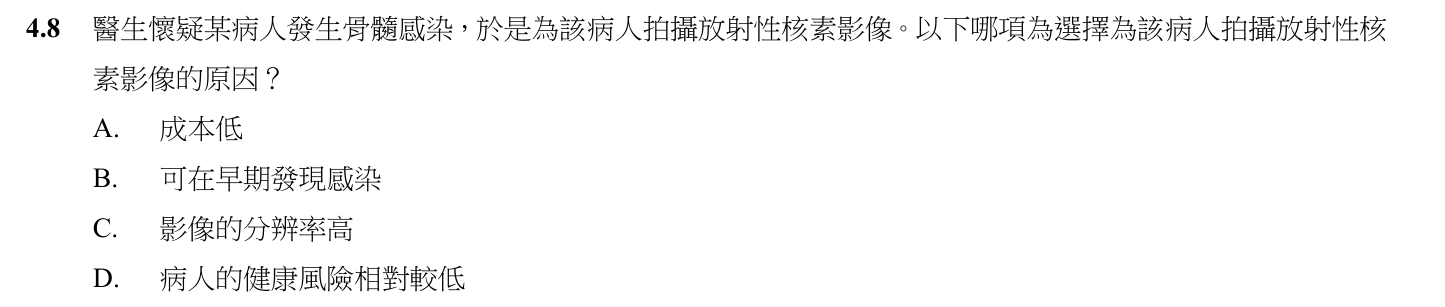 4.8 醫生懷疑某病人發生骨髓感染，於是為該病人拍攝放射性核素影像。以下哪項為選擇為該病人拍攝放射性核
素影像的原因？
A. 成本低
B. 可在早期發現感染
C. 影像的分辨率高
D. 病人的健康風險相對較低